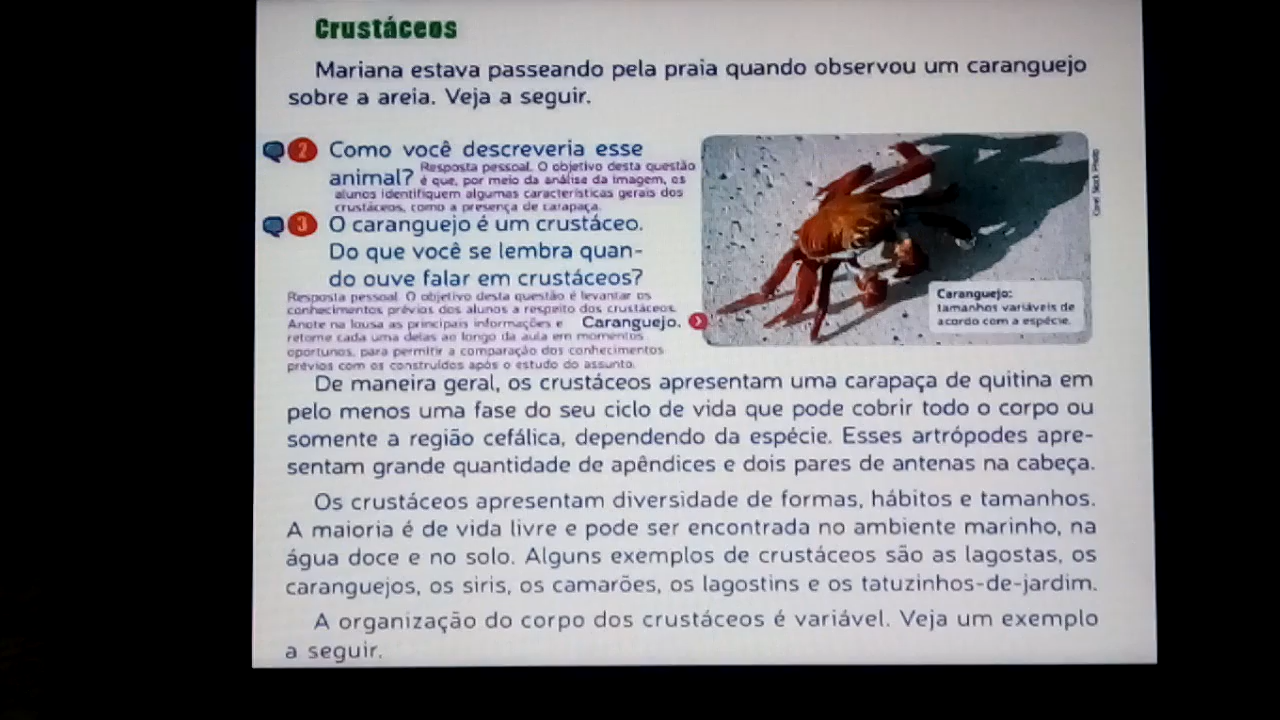 Crustáceos
Mariana estava passeando pela praia quando observou um caranguejo
sobre a areia. Veja a seguir.
2 Como você descreveria esse
animal? Resposta pessoal. O objetivo desta questão
é que, por meio da análise da imagem, os
alunos identifiquem algumas características gerais dos
crustáceos, como a presença de carapaça.
3 O caranguejo é um crustáceo.
Do que você se lembra quan-
do ouve falar em crustáceos?
Resposta pessoal. O objetivo desta questão é levantar os
conhecimentos prévios dos alunos a respeito dos crustáceos.
Anote na lousa as principais informações e
retome cada uma delas ao longo da aula em momentos
oportunos, para permitir a comparação dos conhecimentos
prévios com os construídos após o estudo do assunto.
Caranguejo.
Caranguejo:
tamanhos variáveis de
acordo com a espécie.
Corel Stock Photo
De maneira geral, os crustáceos apresentam uma carapaça de quitina em
pelo menos uma fase do seu ciclo de vida que pode cobrir todo o corpo ou
somente a região cefálica, dependendo da espécie. Esses artrópodes apre-
sentam grande quantidade de apêndices e dois pares de antenas na cabeça.
Os crustáceos apresentam diversidade de formas, hábitos e tamanhos.
A maioria é de vida livre e pode ser encontrada no ambiente marinho, na
água doce e no solo. Alguns exemplos de crustáceos são as lagostas, os
caranguejos, os siris, os camarões, os lagostins e os tatuzinhos-de-jardim.
A organização do corpo dos crustáceos é variável. Veja um exemplo
a seguir.